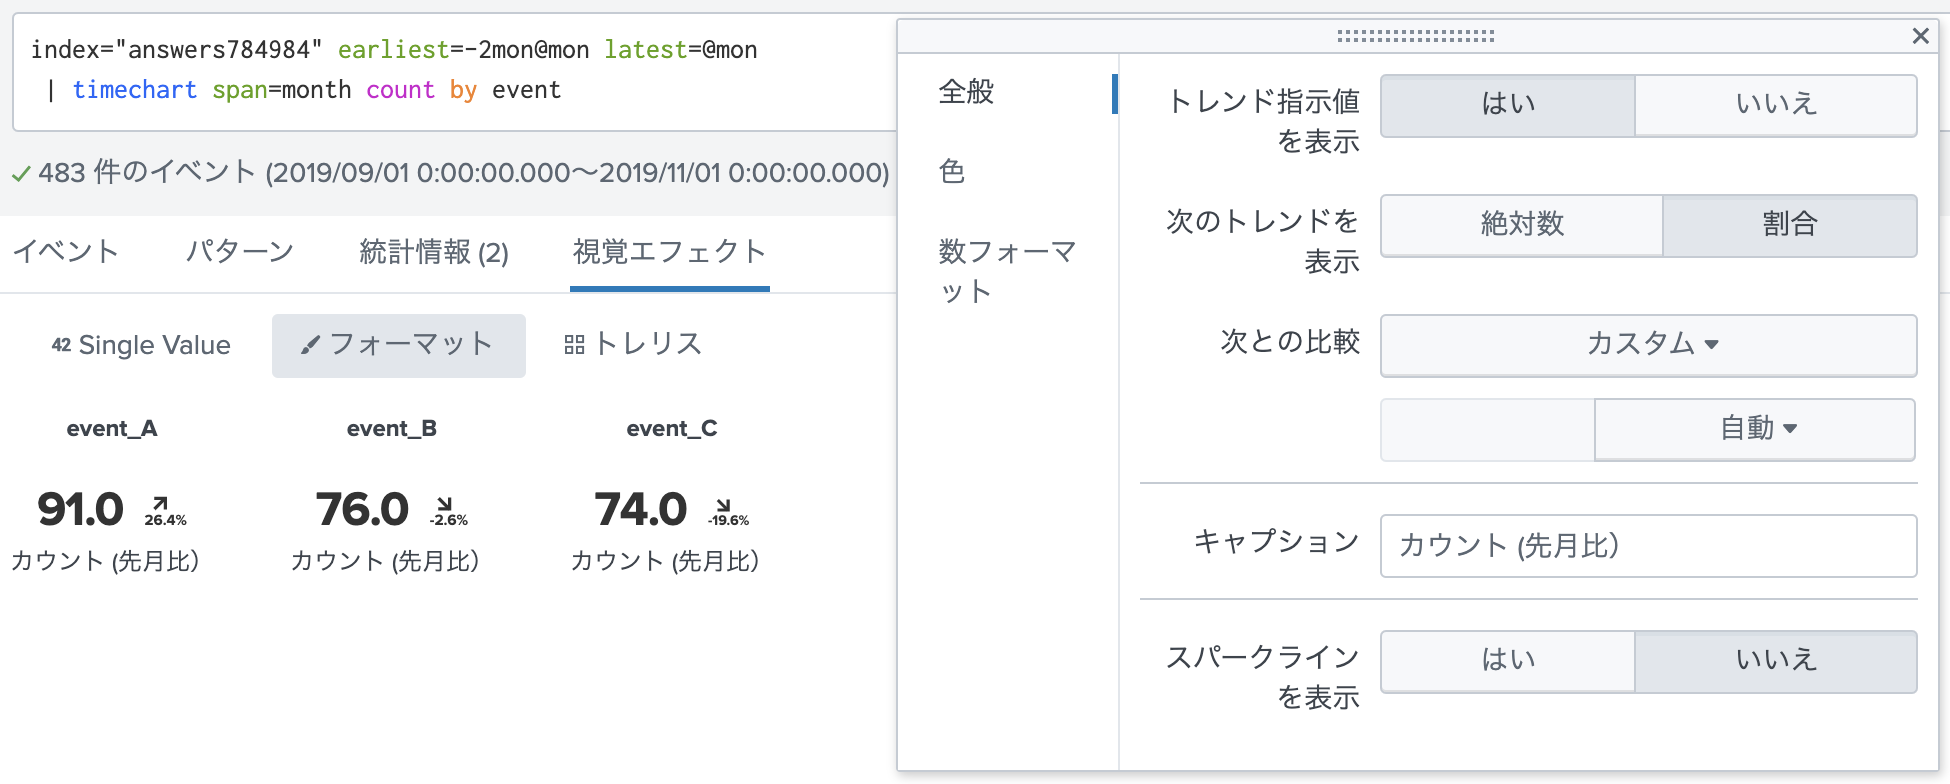 index="answers784984" earliest=-2mon@mon latest=@mon
| timechart span=month count by event
483 件のイベント (2019/09/01 0:00:00.000～2019/11/01 0:00:00.000)
イベント パターン 統計情報 (2) 視覚エフェクト
42 Single Value フォーマット トレリス
event_A event_B event_C
91.0 26.4% 76.0 -2.6% 74.0 -19.6%
カウント (先月比） カウント (先月比） カウント (先月比）
全般
色
数フォーマ
ット
トレンド指示値
を表示
はい いいえ
次のトレンドを
表示
絶対数 割合
次との比較 カスタム
自動
キャプション カウント (先月比）
スパークライン
を表示
はい いいえ